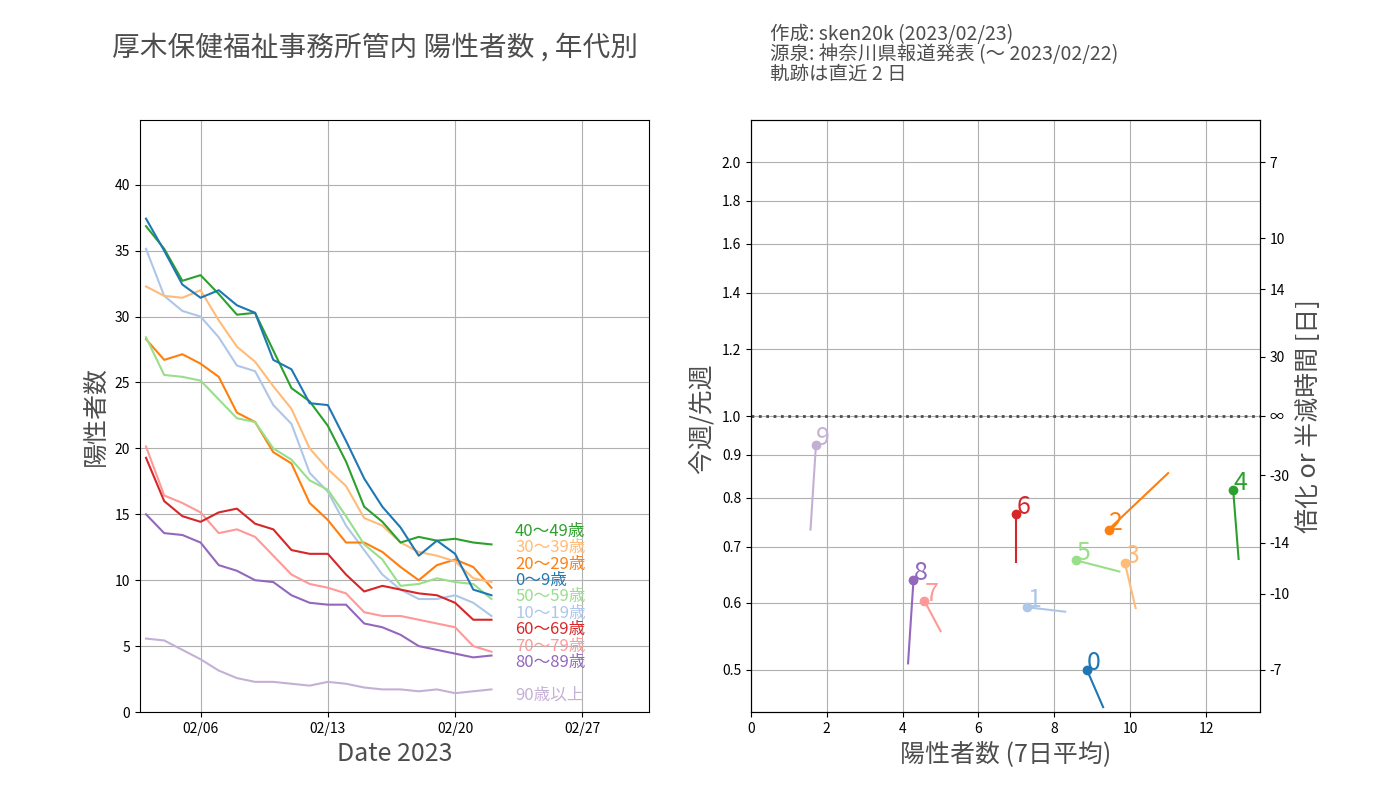 厚木保健福祉事務所管内 陽性者数 , 年代別
作成: sken20k (2023/02/23)
源泉: 神奈川県報道発表 (～ 2023/02/22)
軌跡は直近 2 日
陽性者数
40
35
30
25
20
15
10
5
0
02/06
02/13
02/20
02/27
Date 2023
40～49歳
30～39歳
20～29歳
0～9歳
50～59歳
10～19歳
60～69歳
70～79歳
80～89歳
90歳以上
今週/先週
2.0
1.8
1.6
1.4
1.2
1.0
0.9
0.8
0.7
0.6
0.5
0
2
4
6
8
10
12
陽性者数 (7日平均)
9
4
6
2
5
3
8
7
1
0
7
10
14
30
∞
-30
-14
-10
-7
倍化 or 半減時間 [日]